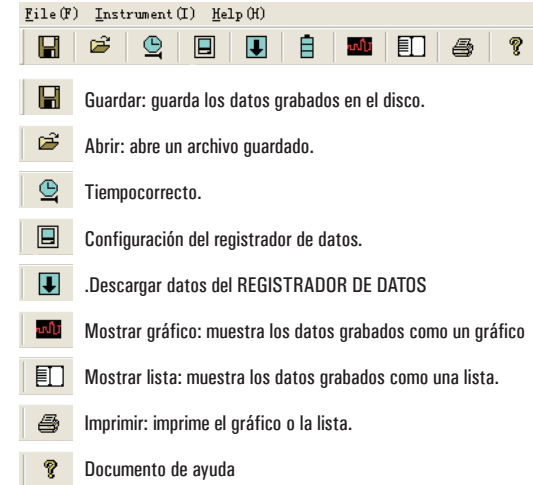 File(F) Instrument(I) Help(H)
Guardar: guarda los datos grabados en el disco.
Abrir: abre un archivo guardado.
Tiempocorrecto.
Configuración del registrador de datos.
.Descargar datos del REGISTRADOR DE DATOS
Mostrar gráfico: muestra los datos grabados como un gráfico
Mostrar lista: muestra los datos grabados como una lista.
Imprimir: imprime el gráfico o la lista.
Documento de ayuda